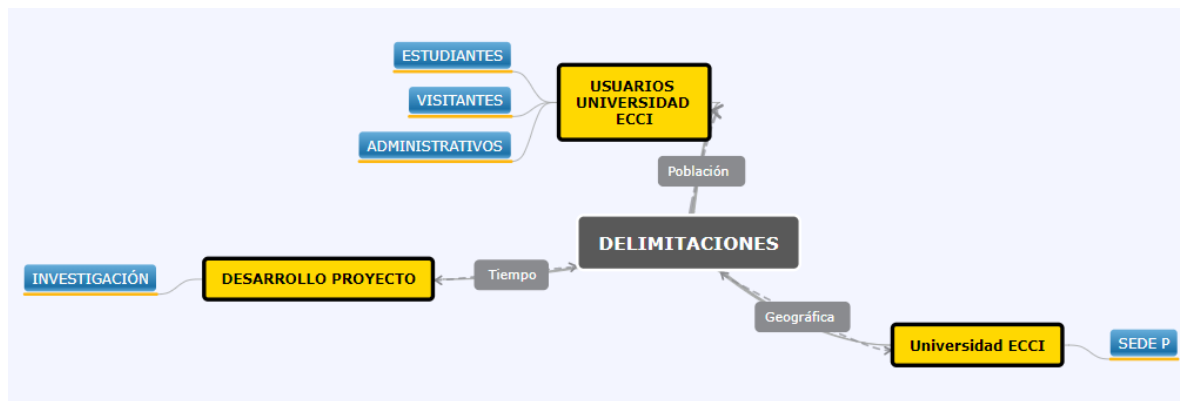 ESTUDIANTES
VISITANTES
ADMINISTRATIVOS
USUARIOS
UNIVERSIDAD
ECCI
Población
DELIMITACIONES
INVESTIGACIÓN
DESARROLLO PROYECTO
Tiempo
Geográfica
Universidad ECCI
SEDE P